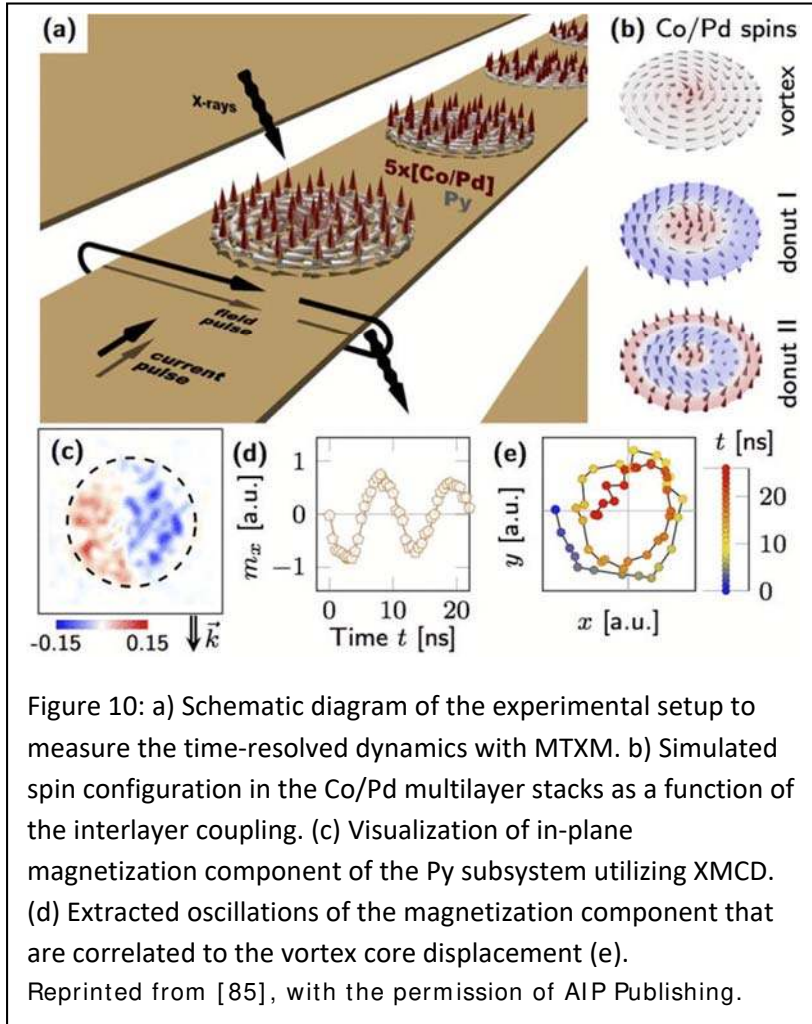 (a)
X-rays
5x[Co/Pd]
Py
field
pulse
current
pulse
(b) Co/Pd spins
vortex
donut I
donut II
(c)
-0.15 0.15
k
(d)
1
0
-1
mx [a.u.]
0 10 20
Time t [ns]
(e)
y [a.u.]
x [a.u.]
t [ns]
20
10
0
Figure 10: a) Schematic diagram of the experimental setup to
measure the time-resolved dynamics with MTXM. b) Simulated
spin configuration in the Co/Pd multilayer stacks as a function of
the interlayer coupling. (c) Visualization of in-plane
magnetization component of the Py subsystem utilizing XMCD.
(d) Extracted oscillations of the magnetization component that
are correlated to the vortex core displacement (e).
Reprinted from [85], with the permission of AIP Publishing.